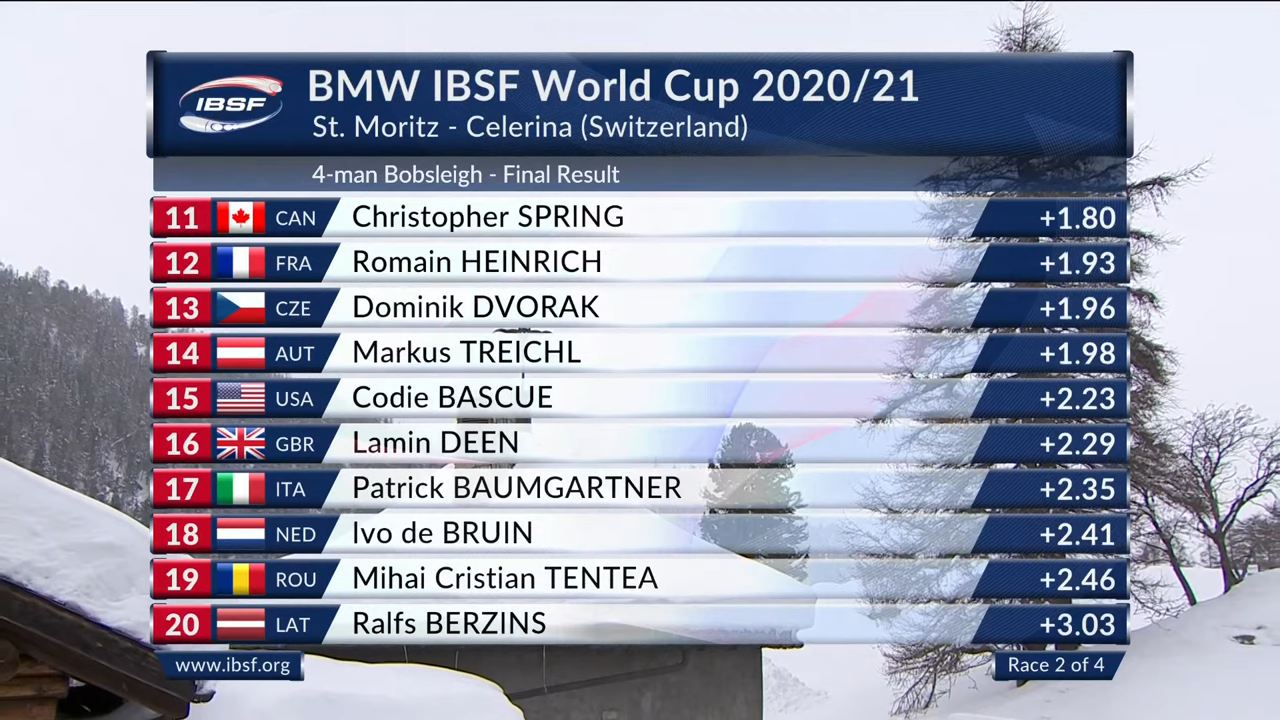 IBSF
BMW IBSF World Cup 2020/21
St. Moritz - Celerina (Switzerland)
4-man Bobsleigh - Final Result
11 CAN Christopher SPRING +1.80
12 FRA Romain HEINRICH +1.93
13 CZE Dominik DVORAK +1.96
14 AUT Markus TREICHL +1.98
15 USA Codie BASCUE +2.23
16 GBR Lamin DEEN +2.29
17 ITA Patrick BAUMGARTNER +2.35
18 NED Ivo de BRUIN +2.41
19 ROU Mihai Cristian TENTEA +2.46
20 LAT Ralfs BERZINS +3.03
www.ibsf.org Race 2 of 4